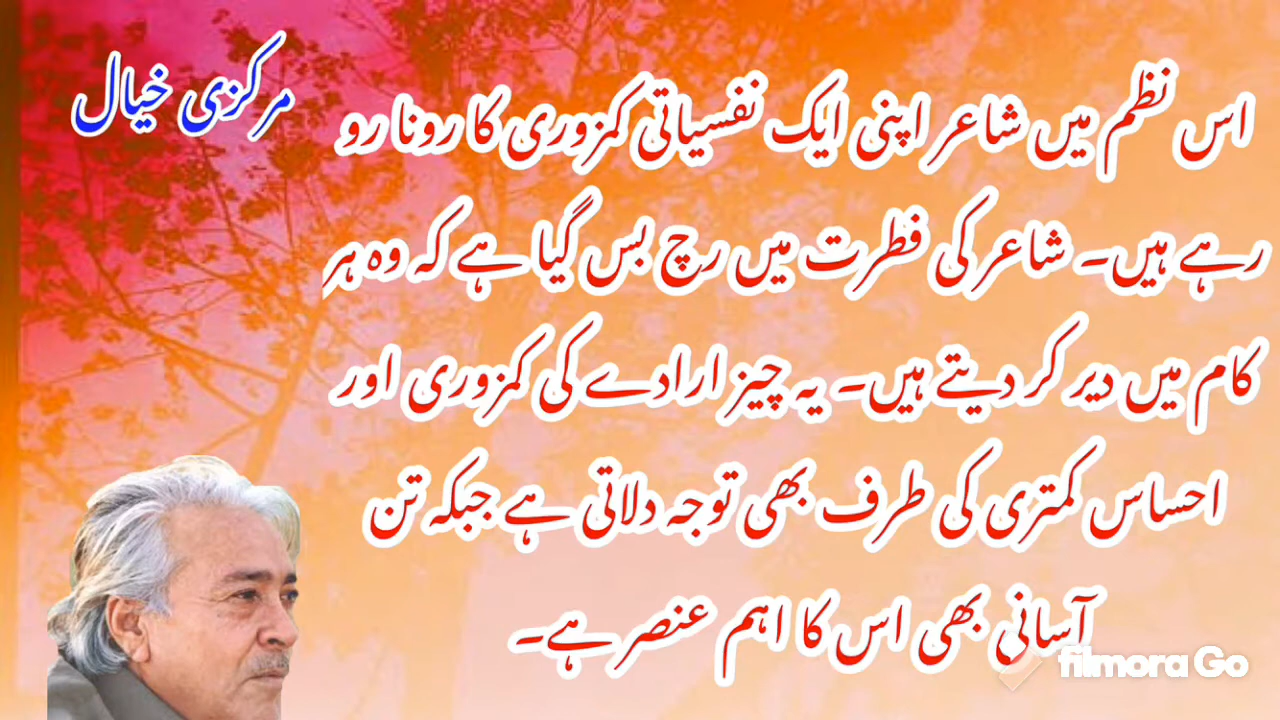 مرکزی خیال
اس نظم میں شاعر اپنی ایک نفسیاتی کمزوری کا رونا رو
رہے ہیں۔ شاعر کی فطرت میں رچ بس گیا ہے کہ وہ ہر
کام میں دیر کر دیتے ہیں۔ یہ چیز ارادے کی کمزوری اور
احساس کمتری کی طرف بھی توجہ دلاتی ہے جبکہ تن
آسانی بھی اس کا اہم عنصر ہے۔
filmora Go